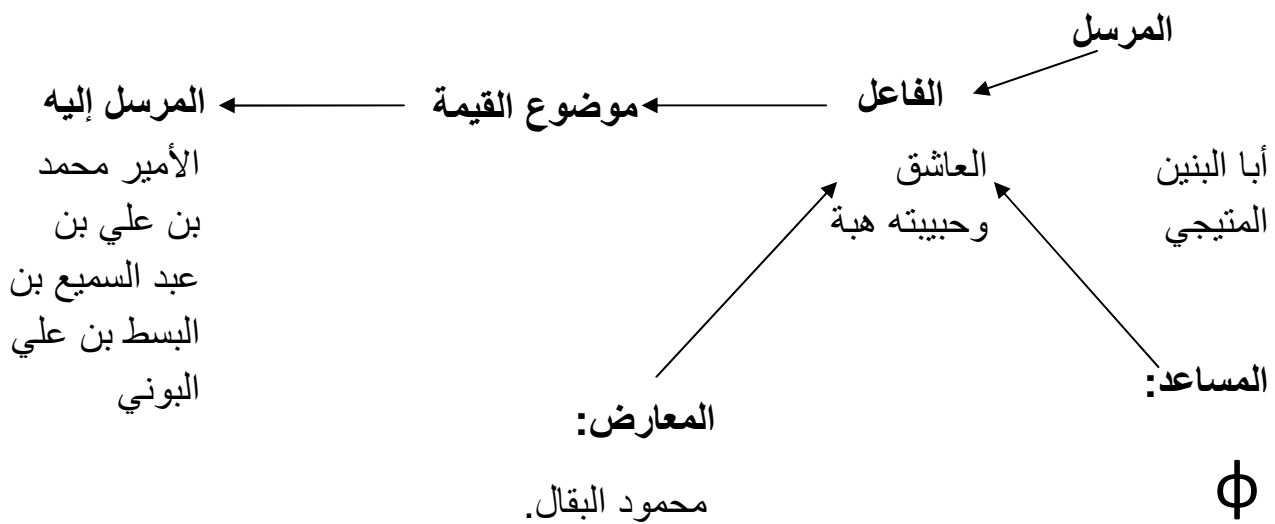 المرسل
الفاعل
موضوع القيمة
المرسل إليه
أبا البنين
المتيجي
العاشق
وحبيبته هبة
الأمير محمد
بن علي بن
عبد السميع بن
البسط بن علي
البوني
المساعد:
ϕ
المعارض:
محمود البقال.